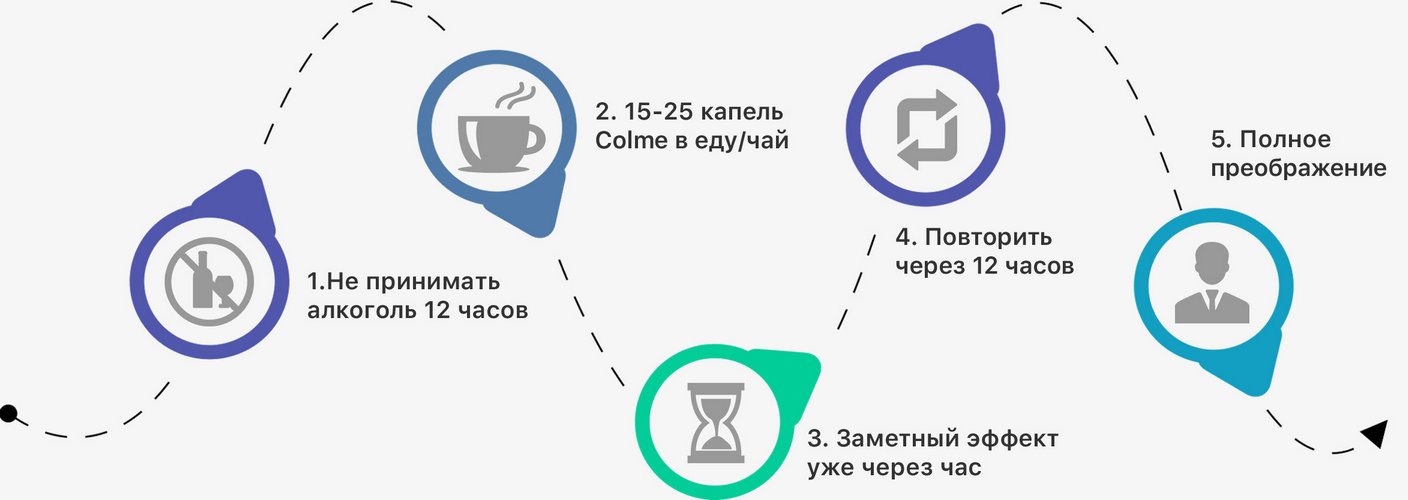 1.Не принимать
алкоголь 12 часов
2. 15-25 капель
Colme в еду/чай
3. Заметный эффект
уже через час
4. Повторить
через 12 часов
5. Полное
преображение